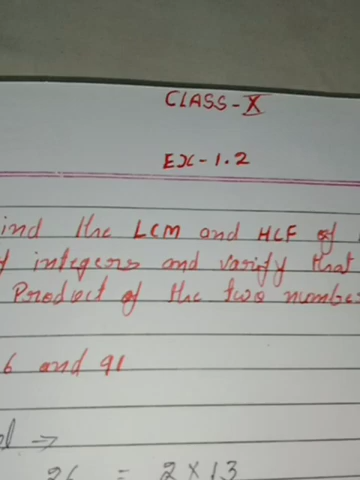 CLASS-X
EX-1.2
ind the LCM and HCF of
f integers and varify that
Product of the two numbe
6 and 91
ol →
26 = 2 × 13